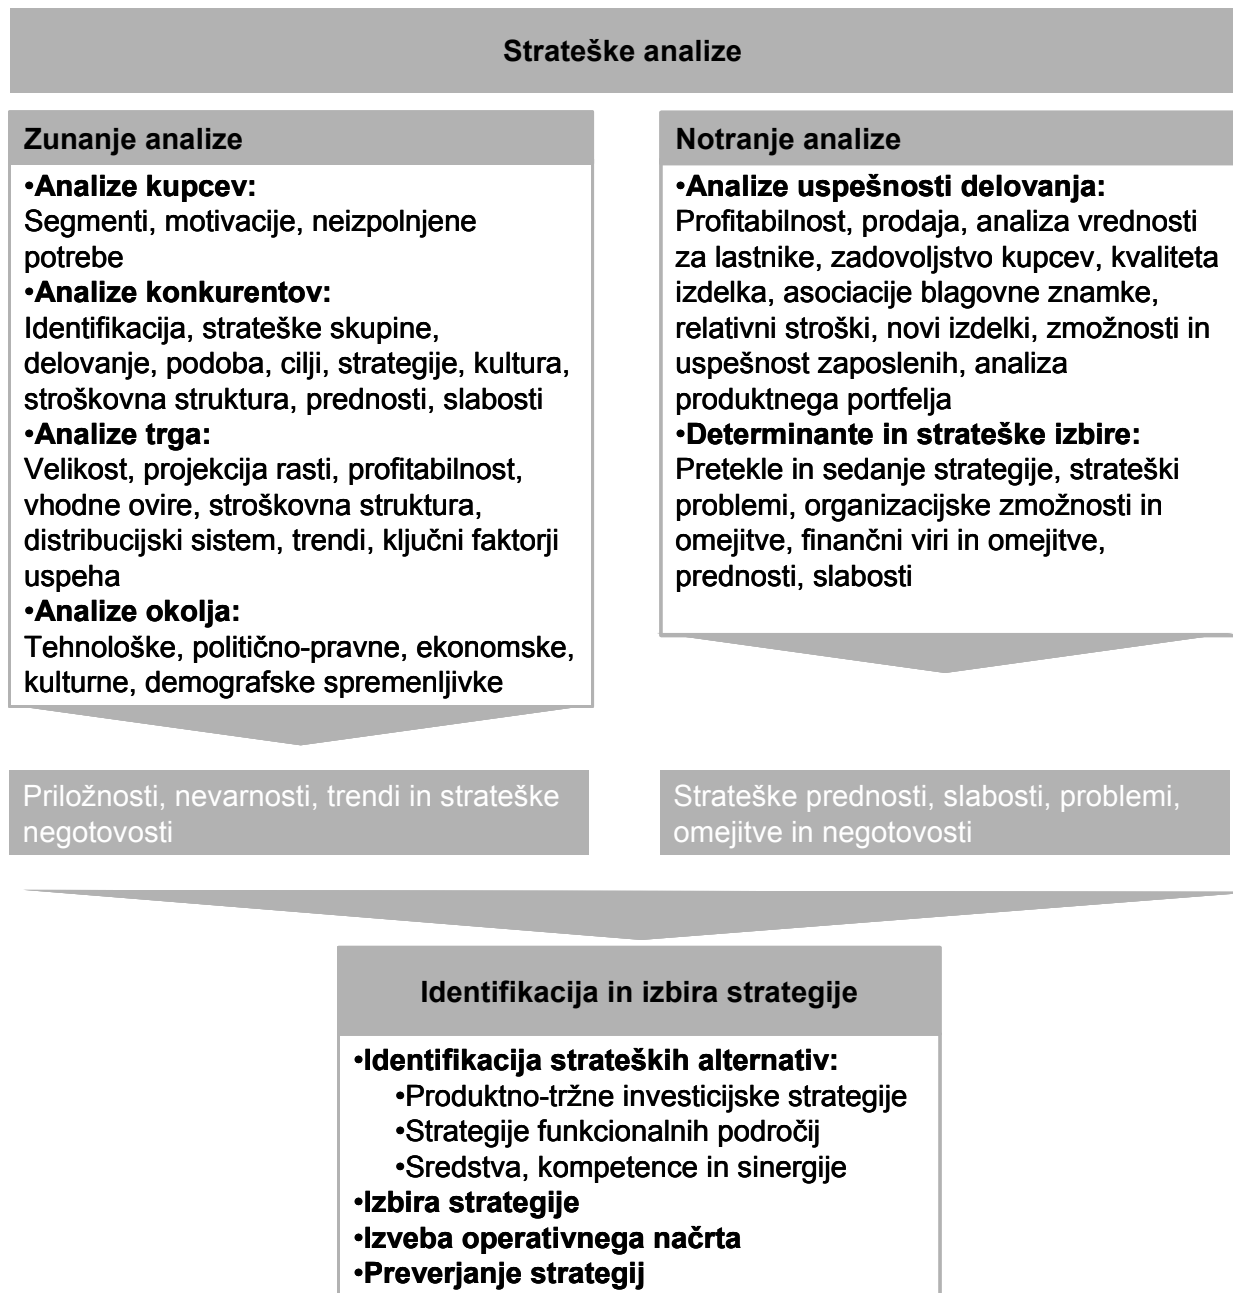 Strateške analize
Zunanje analize
•Analize kupcev:
Segmenti, motivacije, neizpolnjene
potrebe
•Analize konkurentov:
Identifikacija, strateške skupine,
delovanje, podoba, cilji, strategije, kultura,
stroškovna struktura, prednosti, slabosti
•Analize trga:
Velikost, projekcija rasti, profitabilnost,
vhodne ovire, stroškovna struktura,
distribucijski sistem, trendi, ključni faktorji
uspeha
•Analize okolja:
Tehnološke, politično-pravne, ekonomske,
kulturne, demografske spremenljivke
Notranje analize
•Analize uspešnosti delovanja:
Profitabilnost, prodaja, analiza vrednosti
za lastnike, zadovoljstvo kupcev, kvaliteta
izdelka, asociacije blagovne znamke,
relativni stroški, novi izdelki, zmožnosti in
uspešnost zaposlenih, analiza
produktnega portfelja
•Determinante in strateške izbire:
Pretekle in sedanje strategije, strateški
problemi, organizacijske zmožnosti in
omejitve, finančni viri in omejitve,
prednosti, slabosti
Priložnosti, nevarnosti, trendi in strateške
negotovosti
Strateške prednosti, slabosti, problemi,
omejitve in negotovosti
Identifikacija in izbira strategije
•Identifikacija strateških alternativ:
•Produktno-tržne investicijske strategije
•Strategije funkcionalnih področij
•Sredstva, kompetence in sinergije
•Izbira strategije
•Izveba operativnega načrta
•Preverjanje strategij